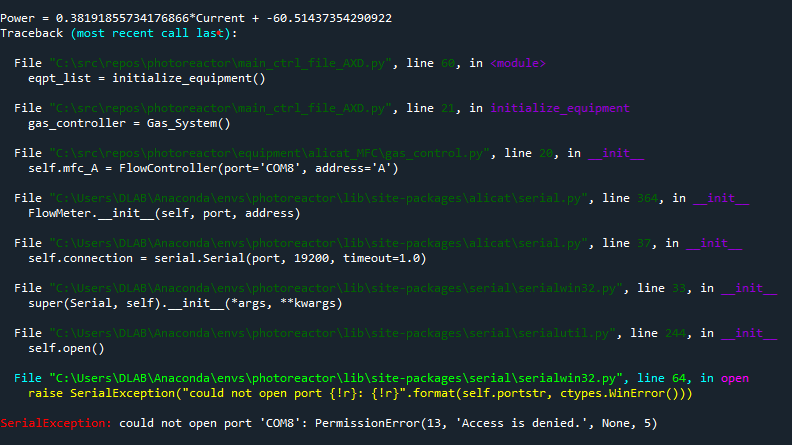 Power = 0.38191855734176866*Current + -60.51437354290922
Traceback (most recent call last):
File "C:\src\repos\photoreactor\main_ctrl_file_AXD.py", line 60, in <module>
eqpt_list = initialize_equipment()
File "C:\src\repos\photoreactor\main_ctrl_file_AXD.py", line 21, in initialize_equipment
gas_controller = Gas_System()
File "C:\src\repos\photoreactor\equipment\alicat_MFC\gas_control.py", line 20, in __init__
self.mfc_A = FlowController(port='COM8', address='A')
File "C:\Users\DLAB\Anaconda\envs\photoreactor\lib\site-packages\alicat\serial.py", line 364, in __init__
FlowMeter.__init__(self, port, address)
File "C:\Users\DLAB\Anaconda\envs\photoreactor\lib\site-packages\alicat\serial.py", line 37, in __init__
self.connection = serial.Serial(port, 19200, timeout=1.0)
File "C:\Users\DLAB\Anaconda\envs\photoreactor\lib\site-packages\serial\serialwin32.py", line 33, in __init__
super(Serial, self).__init__(*args, **kwargs)
File "C:\Users\DLAB\Anaconda\envs\photoreactor\lib\site-packages\serial\serialutil.py", line 244, in __init__
self.open()
File "C:\Users\DLAB\Anaconda\envs\photoreactor\lib\site-packages\serial\serialwin32.py", line 64, in open
raise SerialException("could not open port {!r}: {!r}".format(self.portstr, ctypes.WinError()))
SerialException: could not open port 'COM8': PermissionError(13, 'Access is denied.', None, 5)